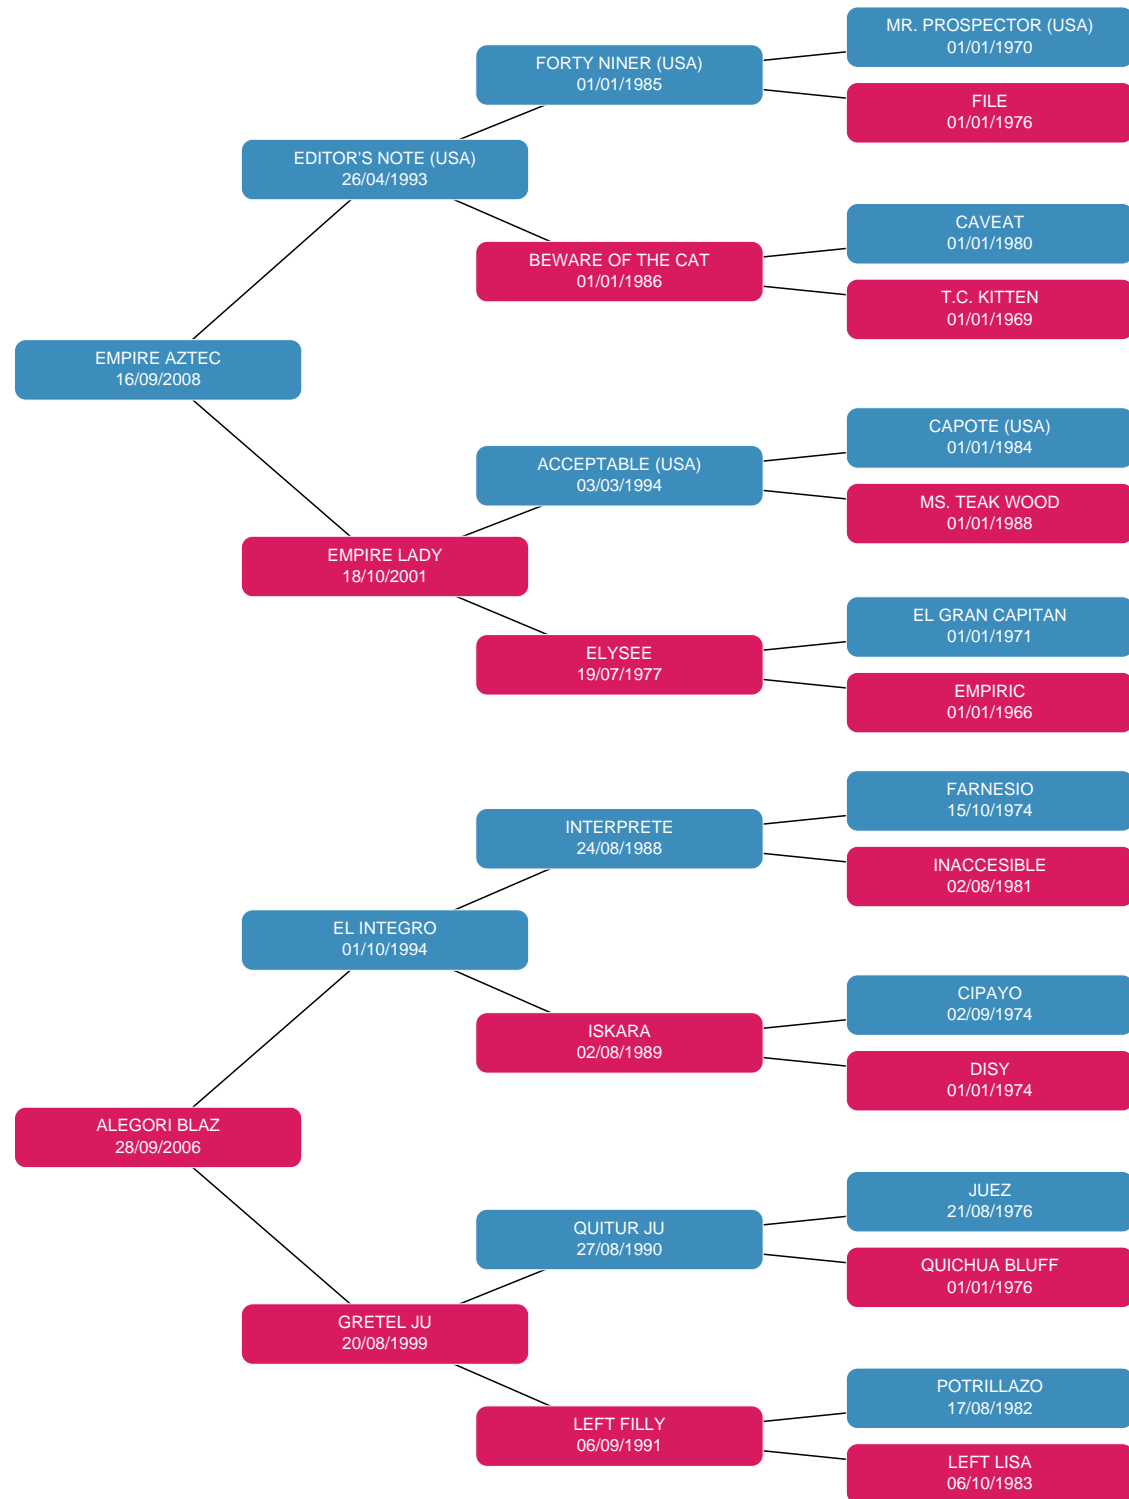 MR. PROSPECTOR (USA)
01/01/1970
FORTY NINER (USA)
01/01/1985
FILE
01/01/1976
EDITOR'S NOTE (USA)
26/04/1993
CAVEAT
01/01/1980
BEWARE OF THE CAT
01/01/1986
T.C. KITTEN
01/01/1969
EMPIRE AZTEC
16/09/2008
CAPOTE (USA)
01/01/1984
ACCEPTABLE (USA)
03/03/1994
MS. TEAK WOOD
01/01/1988
EMPIRE LADY
18/10/2001
EL GRAN CAPITAN
01/01/1971
ELYSEE
19/07/1977
EMPIRIC
01/01/1966
FARNESIO
15/10/1974
INTERPRETE
24/08/1988
INACCESIBLE
02/08/1981
EL INTEGRO
01/10/1994
CIPAYO
02/09/1974
ISKARA
02/08/1989
DISY
01/01/1974
ALEGORI BLAZ
28/09/2006
JUEZ
21/08/1976
QUITUR JU
27/08/1990
QUICHUA BLUFF
01/01/1976
GRETEL JU
20/08/1999
POTRILLAZO
17/08/1982
LEFT FILLY
06/09/1991
LEFT LISA
06/10/1983